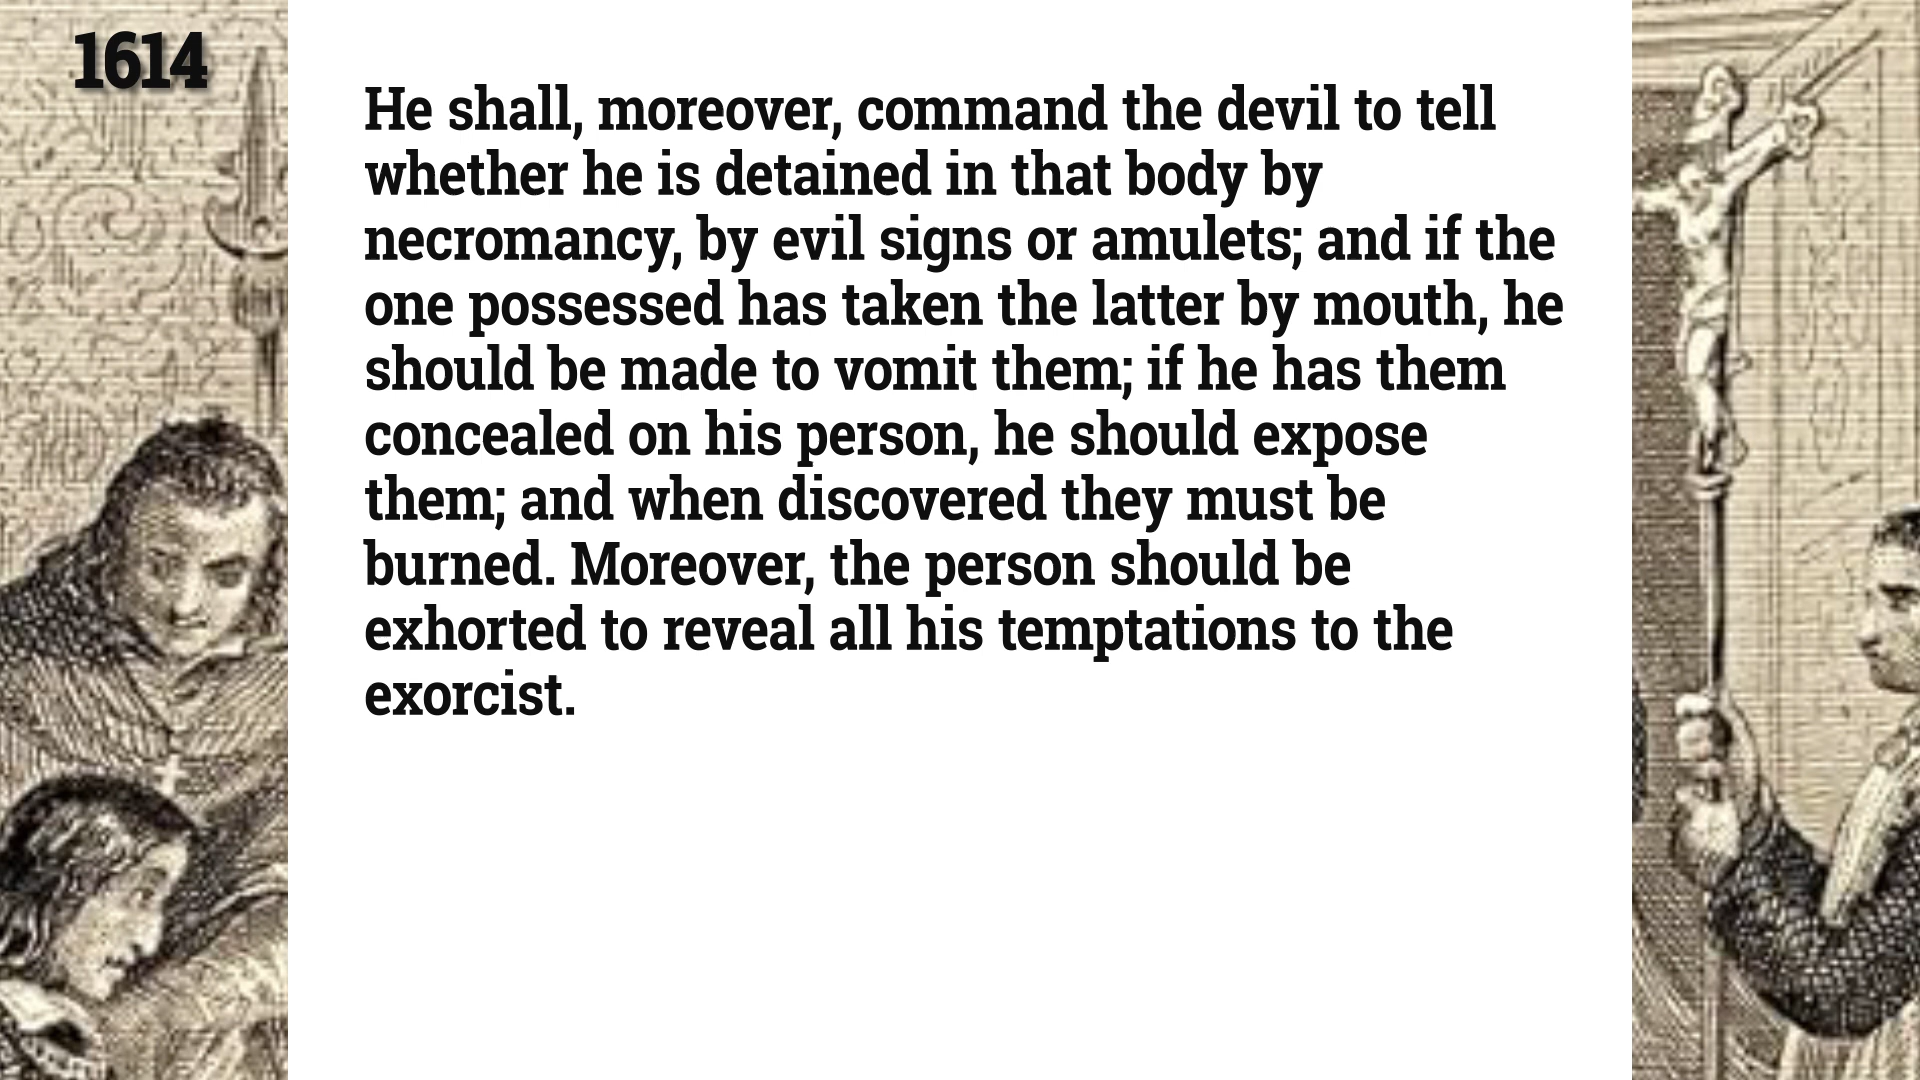 1614
He shall, moreover, command the devil to tell
whether he is detained in that body by
necromancy, by evil signs or amulets; and if the
one possessed has taken the latter by mouth, he
should be made to vomit them; if he has them
concealed on his person, he should expose
them; and when discovered they must be
burned. Moreover, the person should be
exhorted to reveal all his temptations to the
exorcist.